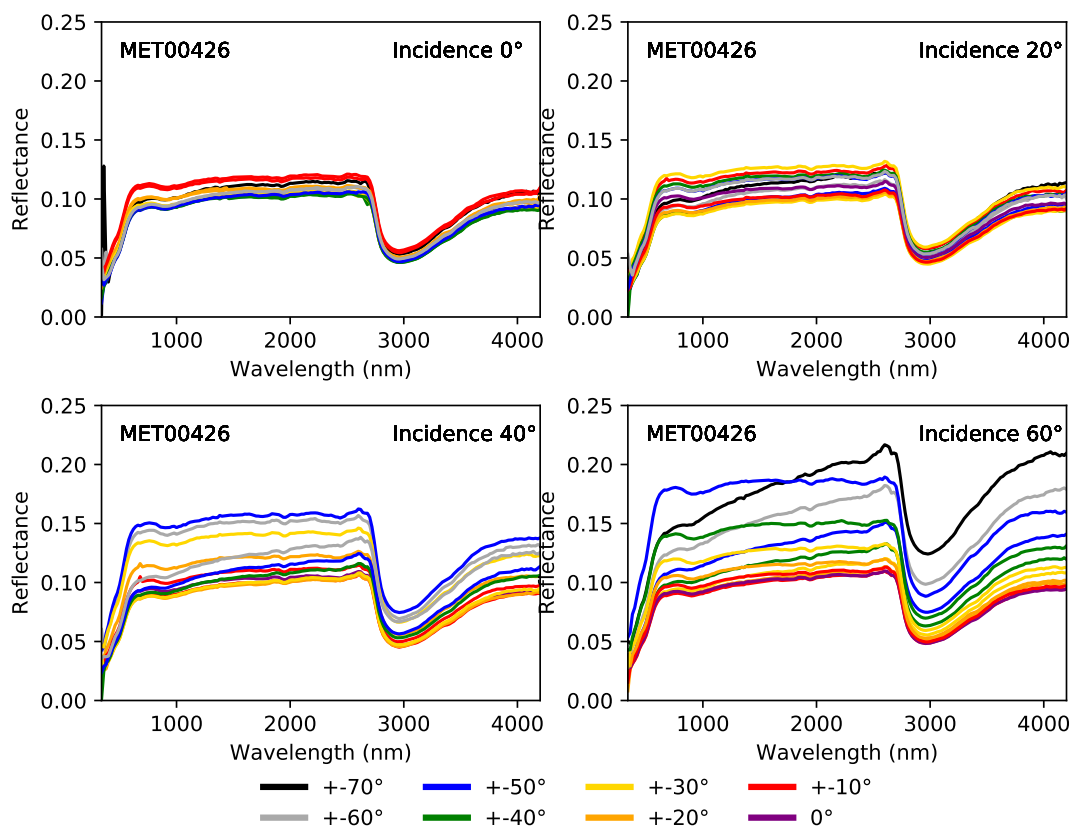 0.25
0.20
0.15
0.10
0.05
0.00
Reflectance
MET00426
Incidence 0°
1000 2000 3000 4000
Wavelength (nm)
0.25
0.20
0.15
0.10
0.05
0.00
Reflectance
MET00426
Incidence 20°
1000 2000 3000 4000
Wavelength (nm)
0.25
0.20
0.15
0.10
0.05
0.00
Reflectance
MET00426
Incidence 40°
1000 2000 3000 4000
Wavelength (nm)
0.25
0.20
0.15
0.10
0.05
0.00
Reflectance
MET00426
Incidence 60°
1000 2000 3000 4000
Wavelength (nm)
+-70° +-50° +-30° +-10°
+-60° +-40° +-20° 0°